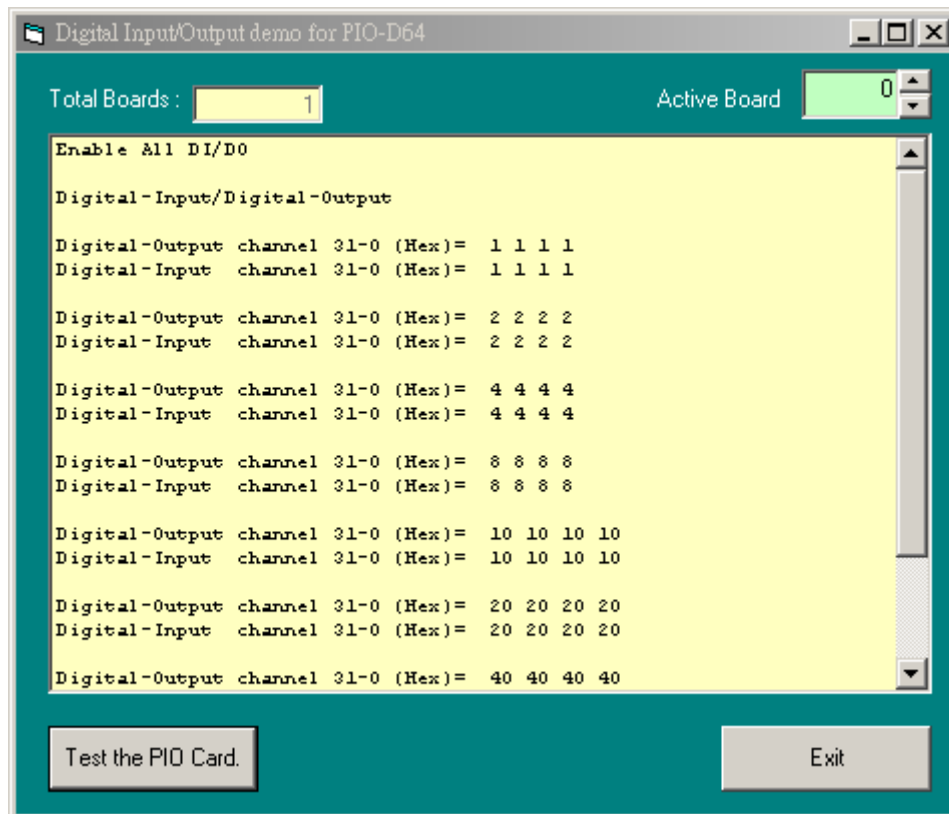 Digital Input/Output demo for PIO-D64
Total Boards : 1 Active Board 0
Enable All DI/DO
Digital-Input/Digital-Output
Digital-Output channel 31-0 (Hex)= 1 1 1 1
Digital-Input channel 31-0 (Hex)= 1 1 1 1
Digital-Output channel 31-0 (Hex)= 2 2 2 2
Digital-Input channel 31-0 (Hex)= 2 2 2 2
Digital-Output channel 31-0 (Hex)= 4 4 4 4
Digital-Input channel 31-0 (Hex)= 4 4 4 4
Digital-Output channel 31-0 (Hex)= 8 8 8 8
Digital-Input channel 31-0 (Hex)= 8 8 8 8
Digital-Output channel 31-0 (Hex)= 10 10 10 10
Digital-Input channel 31-0 (Hex)= 10 10 10 10
Digital-Output channel 31-0 (Hex)= 20 20 20 20
Digital-Input channel 31-0 (Hex)= 20 20 20 20
Digital-Output channel 31-0 (Hex)= 40 40 40 40
Test the PIO Card. Exit